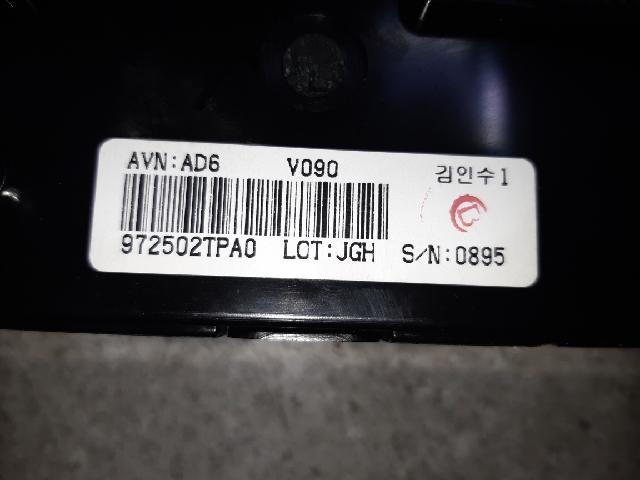 AVN:AD6 V090 김인수1
972502TPA0 LOT:JGH S/N:0895